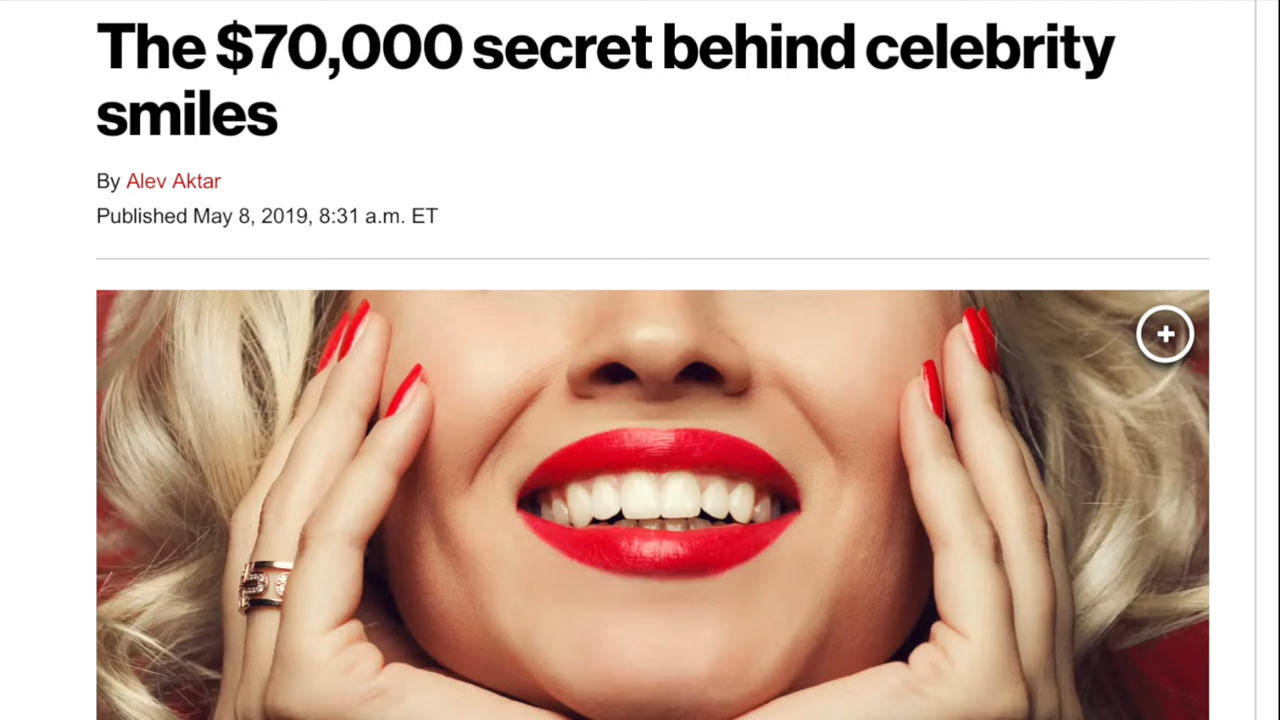 The $70,000 secret behind celebrity
smiles
By Alev Aktar
Published May 8, 2019, 8:31 a.m. ET